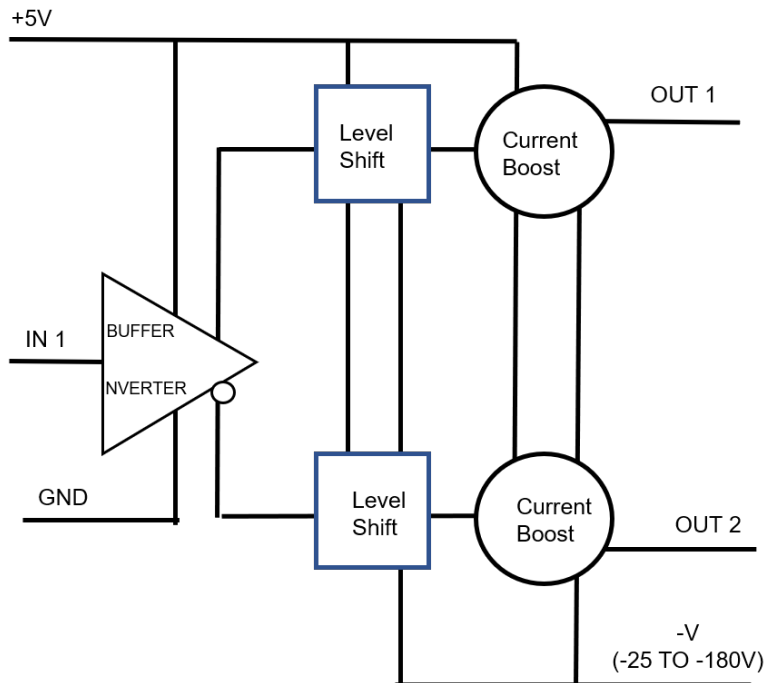 +5V
OUT 1
Level
Shift
Current
Boost
BUFFER
IN 1
NVERTER
GND
Level
Shift
Current
Boost
OUT 2
-V
(-25 TO -180V)